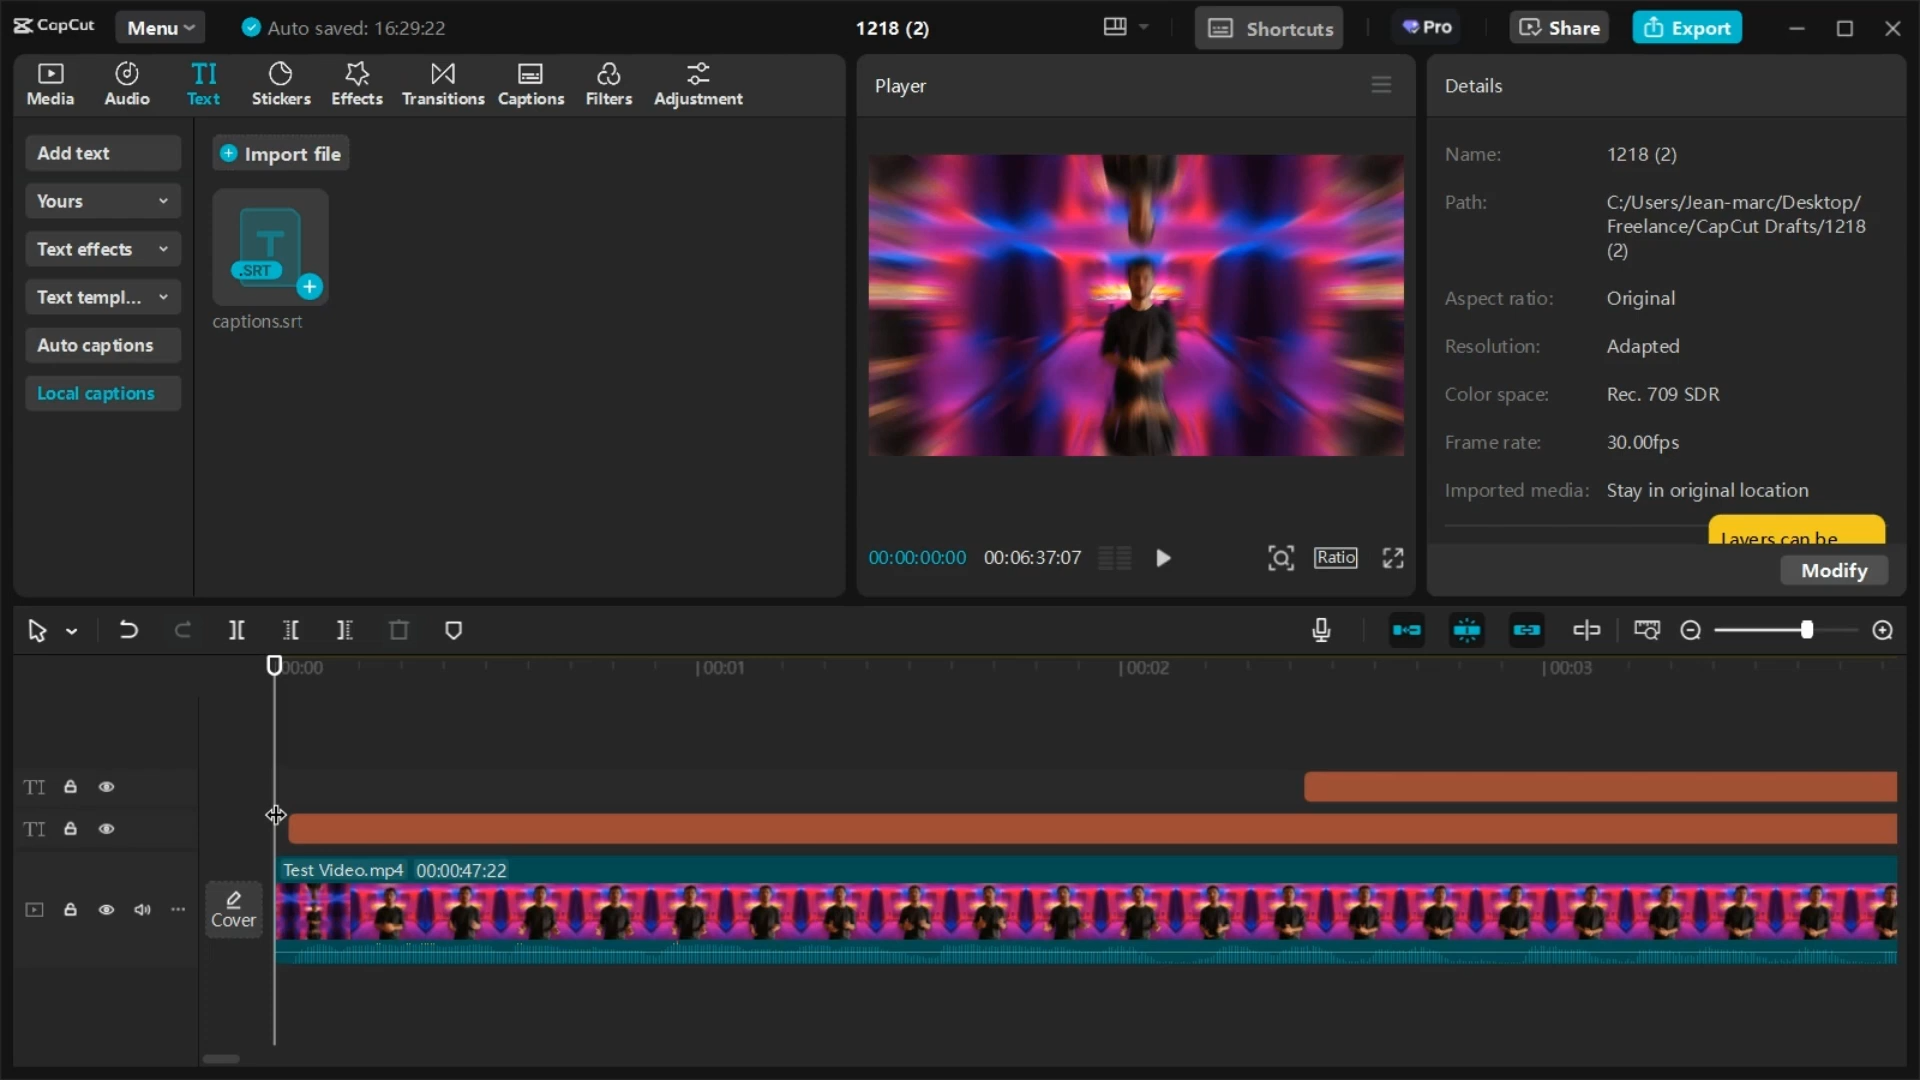 CapCut
Menu
Auto saved: 16:29:22
1218 (2)
Shortcuts
Pro
Share
Export
Media
Audio
TI
Text
Stickers
Effects
Transitions
Captions
Filters
Adjustment
Player
Details
Add text
Import file
Yours
Text effects
Text templ...
Auto captions
Local captions
T
.SRT
captions.srt
Name:
1218 (2)
Path:
C:/Users/Jean-marc/Desktop/
Freelance/CapCut Drafts/1218
(2)
Aspect ratio:
Original
Resolution:
Adapted
Color space:
Rec. 709 SDR
Frame rate:
30.00fps
Imported media:
Stay in original location
Layers can be
Modify
00:00:00:00
00:06:37:07
Ratio
00:00
|00:01
|00:02
|00:03
TI
TI
Test Video.mp4 00:00:47:22
Cover